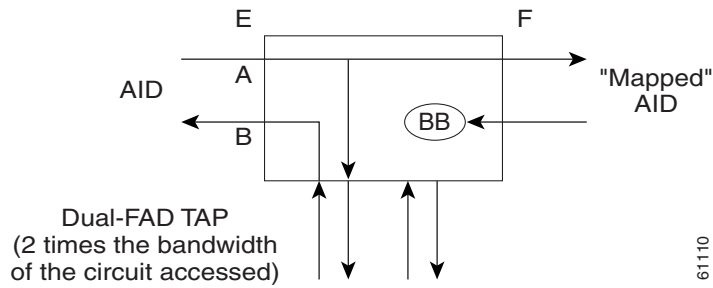 E
F
A
AID
"Mapped"
AID
BB
B
Dual-FAD TAP
(2 times the bandwidth
of the circuit accessed)
61110